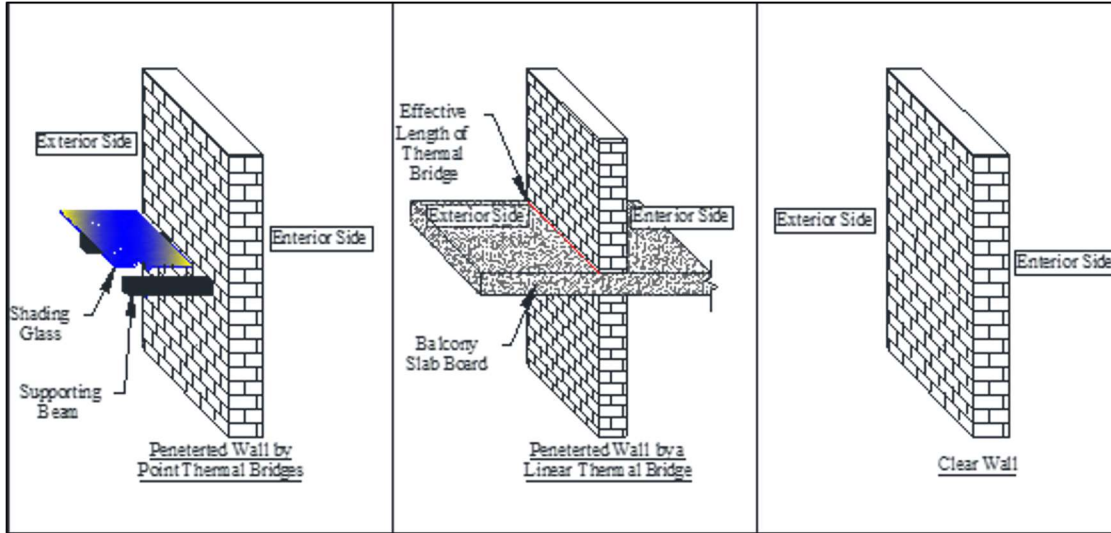 Exterior Side
Enterior Side
Shading
Glass
Supporting
Beam
Peneterted Wall by
Point Thermal Bridges
Effective
Length of
Thermal
Bridge
Exterior Side
Enterior Side
Balcony
Slab Board
Peneterted Wall by a
Linear Thermal Bridge
Exterior Side
Enterior Side
Clear Wall